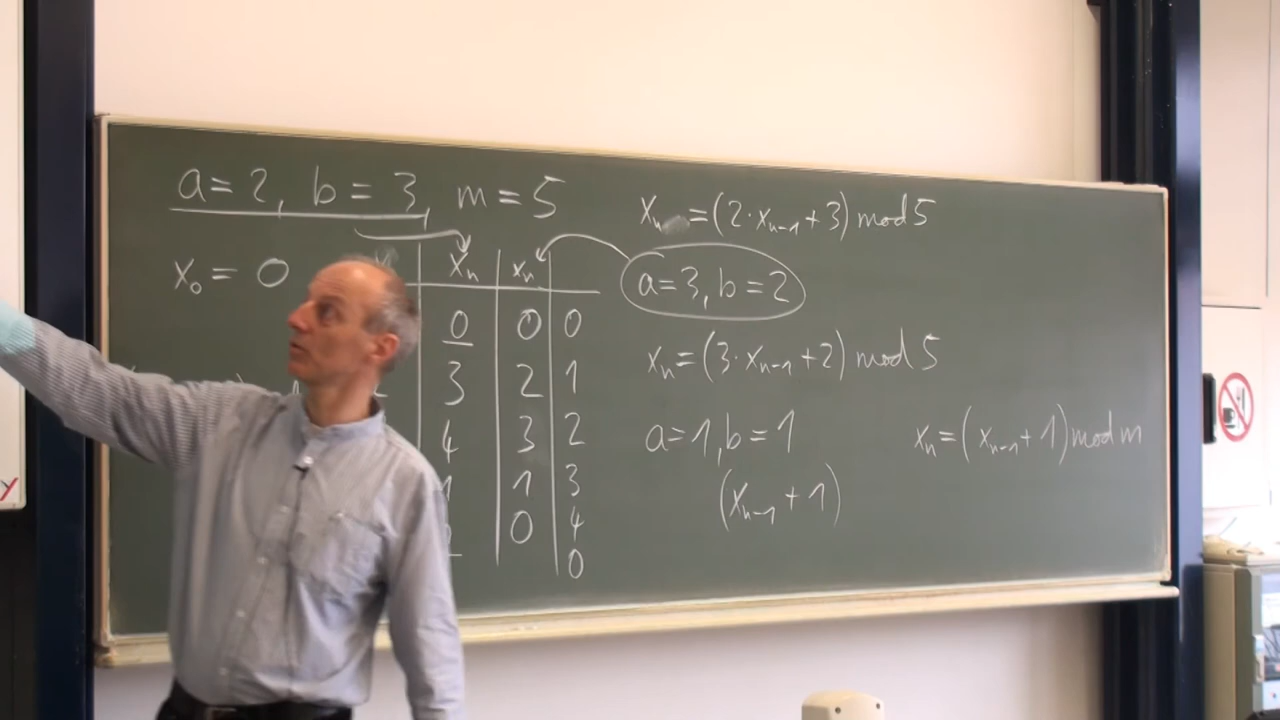 a=2, b=3, m=5
x₀=0
xₙ xₙ
0 0 0
3 2 1
4 3 2
1 1 3
0 4
0
xₙ=(2·xₙ₋₁+3) mod 5
a=3, b=2
xₙ=(3·xₙ₋₁+2) mod 5
a=1, b=1
xₙ=(xₙ₋₁+1) mod m
(xₙ₋₁+1)
Y